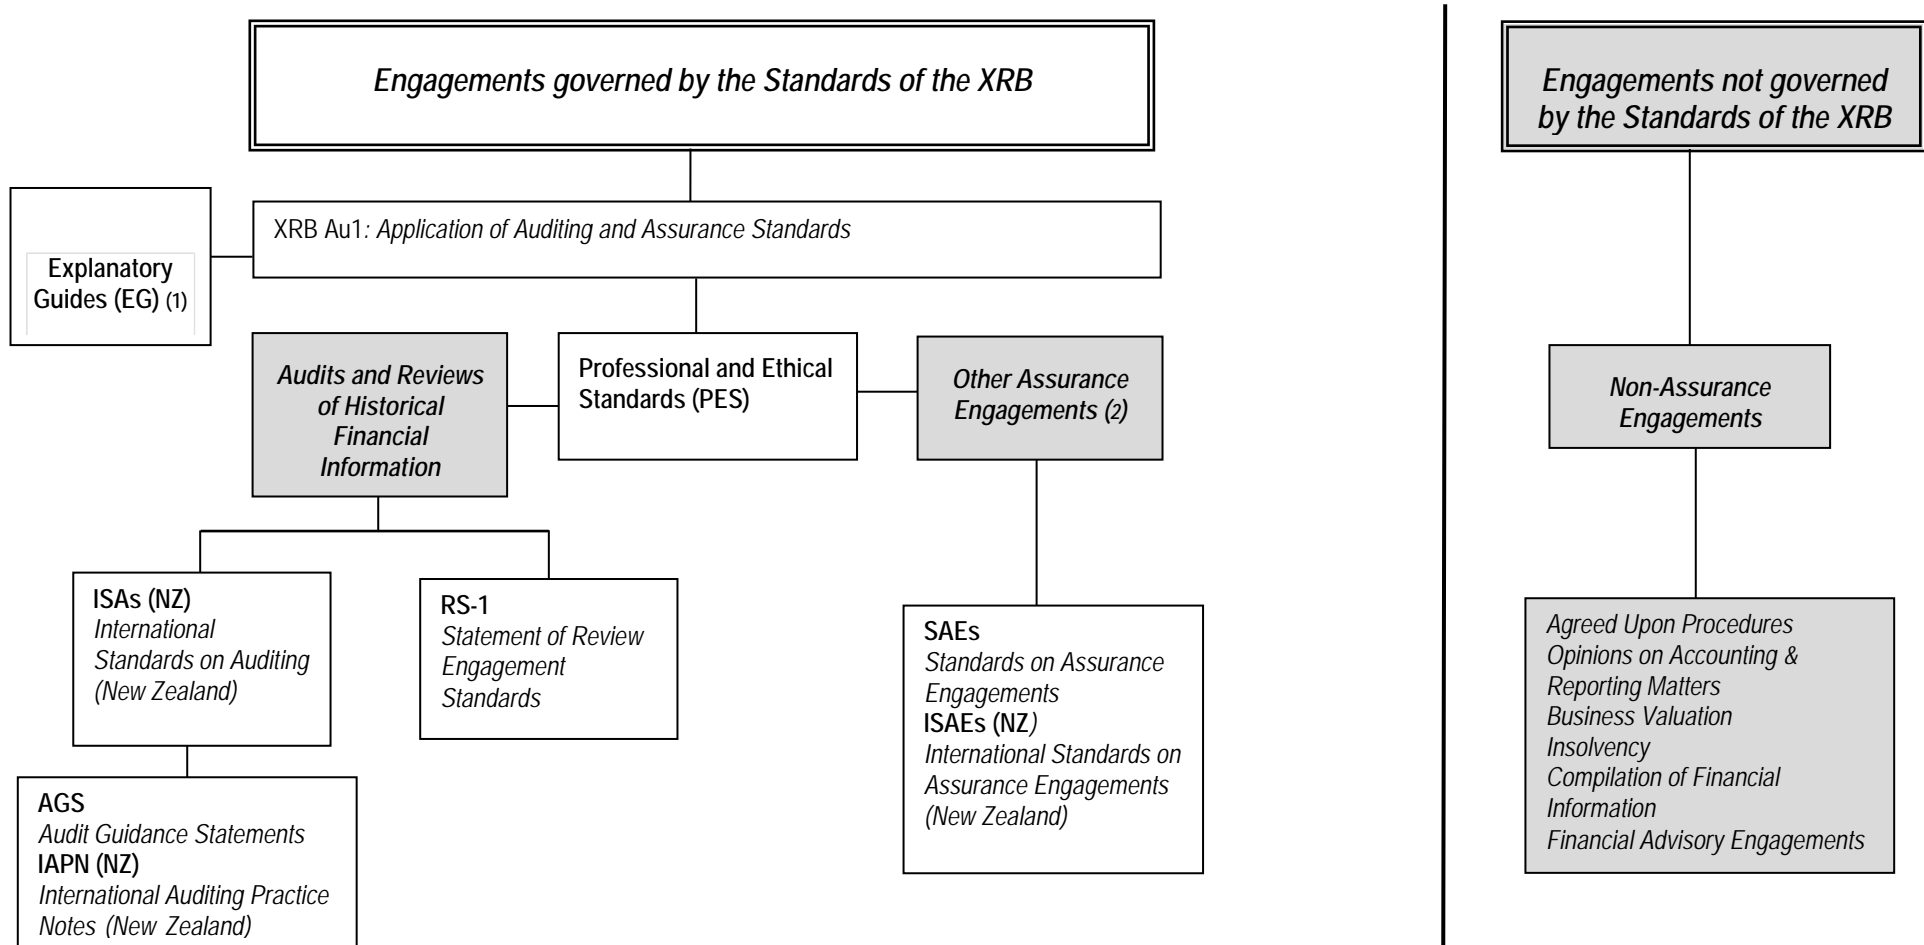 Engagements governed by the Standards of the XRB
Engagements not governed
by the Standards of the XRB
XRB Au1: Application of Auditing and Assurance Standards
Explanatory
Guides (EG) (1)
Audits and Reviews
of Historical
Financial
Information
Professional and Ethical
Standards (PES)
Other Assurance
Engagements (2)
Non-Assurance
Engagements
ISAs (NZ)
International
Standards on Auditing
(New Zealand)
RS-1
Statement of Review
Engagement
Standards
SAEs
Standards on Assurance
Engagements
ISAEs (NZ)
International Standards on
Assurance Engagements
(New Zealand)
Agreed Upon Procedures
Opinions on Accounting &
Reporting Matters
Business Valuation
Insolvency
Compilation of Financial
Information
Financial Advisory Engagements
AGS
Audit Guidance Statements
IAPN (NZ)
International Auditing Practice
Notes (New Zealand)